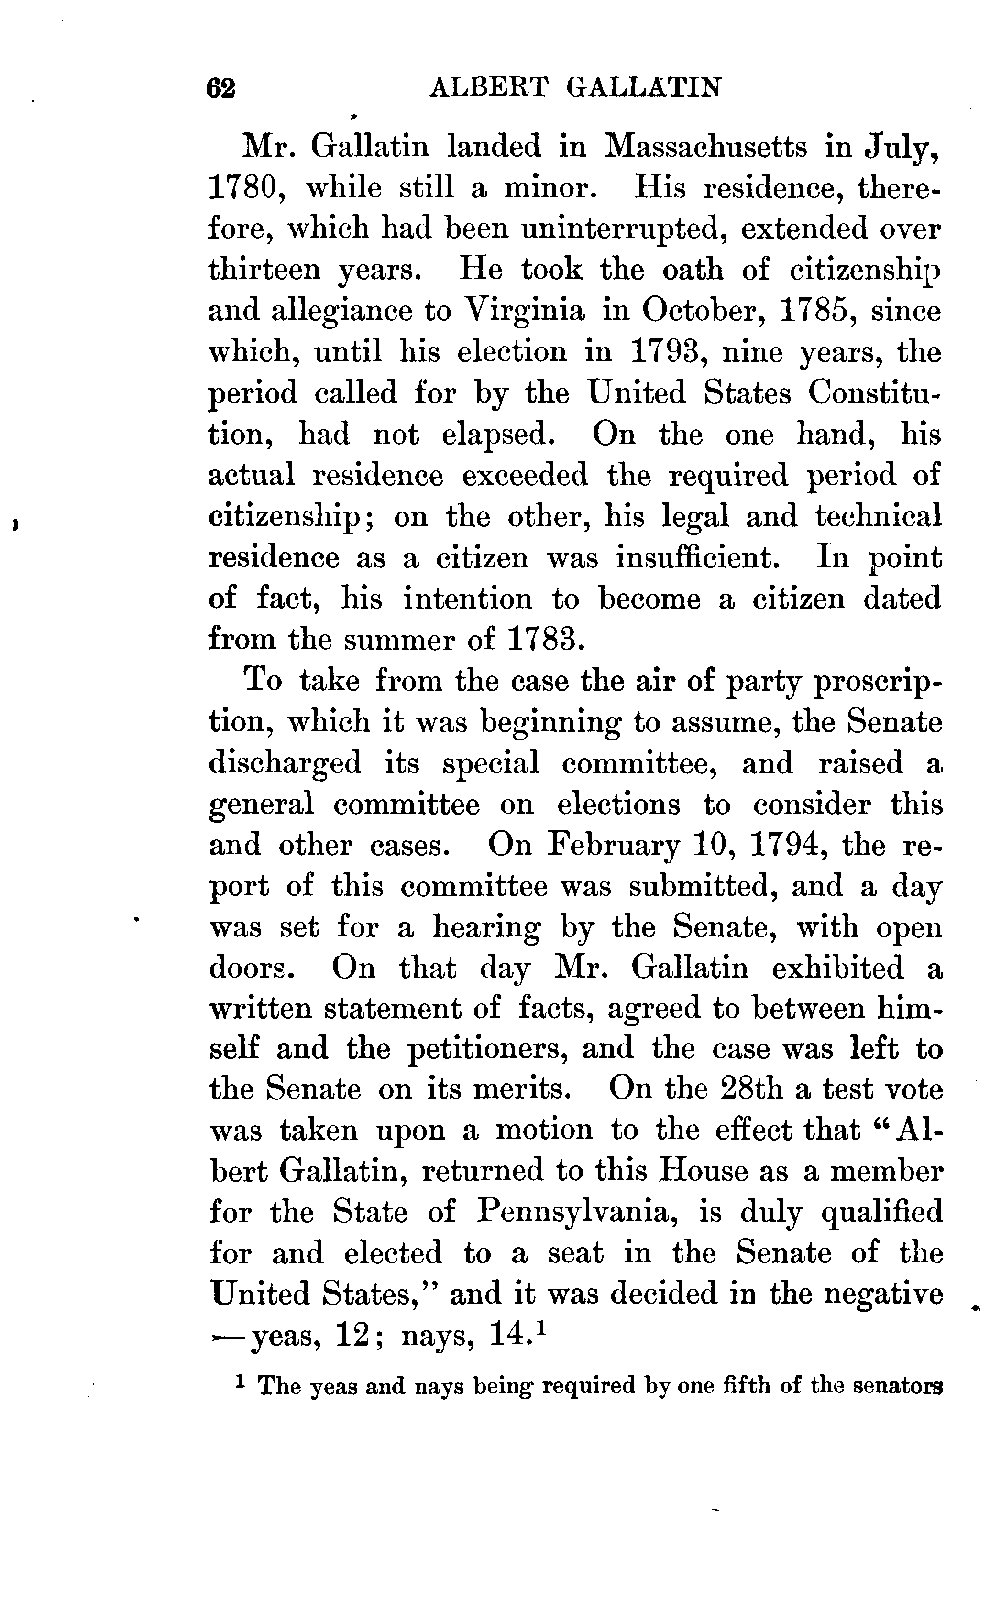 62 ALBERT GALLATIN
Mr. Gallatin landed in Massachusetts in July,
1780, while still a minor. His residence, there-
fore, which had been uninterrupted, extended over
thirteen years. He took the oath of citizenship
and allegiance to Virginia in October, 1785, since
which, until his election in 1793, nine years, the
period called for by the United States Constitu-
tion, had not elapsed. On the one hand, his
actual residence exceeded the required period of
citizenship; on the other, his legal and technical
residence as a citizen was insufficient. In point
of fact, his intention to become a citizen dated
from the summer of 1783.
To take from the case the air of party proscrip-
tion, which it was beginning to assume, the Senate
discharged its special committee, and raised a
general committee on elections to consider this
and other cases. On February 10, 1794, the re-
port of this committee was submitted, and a day
was set for a hearing by the Senate, with open
doors. On that day Mr. Gallatin exhibited a
written statement of facts, agreed to between him-
self and the petitioners, and the case was left to
the Senate on its merits. On the 28th a test vote
was taken upon a motion to the effect that “Al-
bert Gallatin, returned to this House as a member
for the State of Pennsylvania, is duly qualified
for and elected to a seat in the Senate of the
United States,” and it was decided in the negative
— yeas, 12; nays, 14.¹
¹ The yeas and nays being required by one fifth of the senators